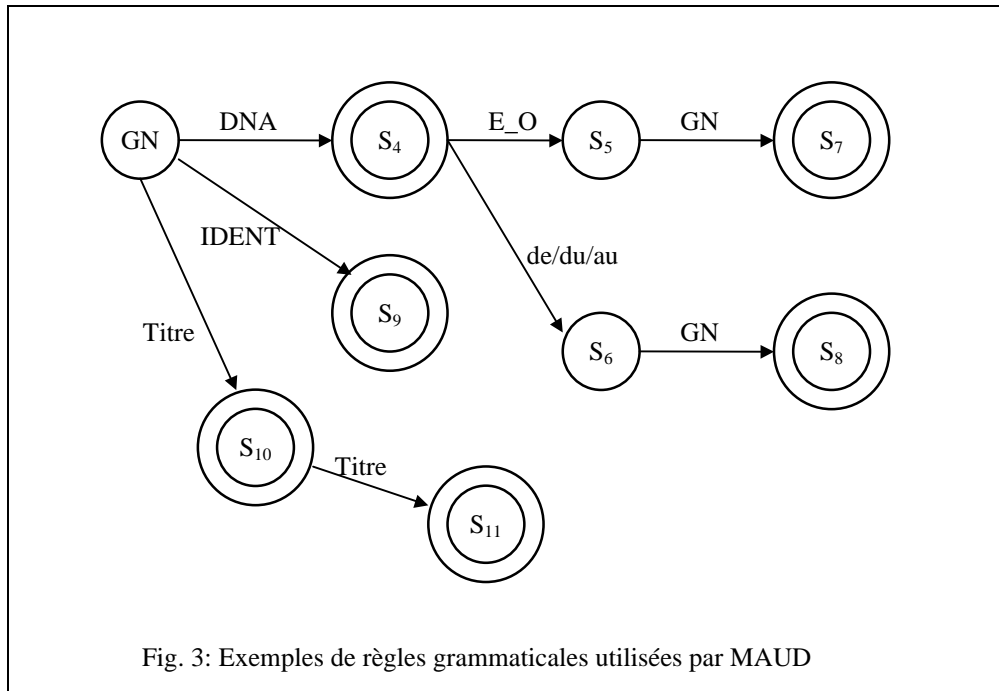 DNA E_O GN
GN S4 S5 S7
IDENT de/du/au
S9
Titre GN
S6 S8
S10
Titre
S11
Fig. 3: Exemples de règles grammaticales utilisées par MAUD